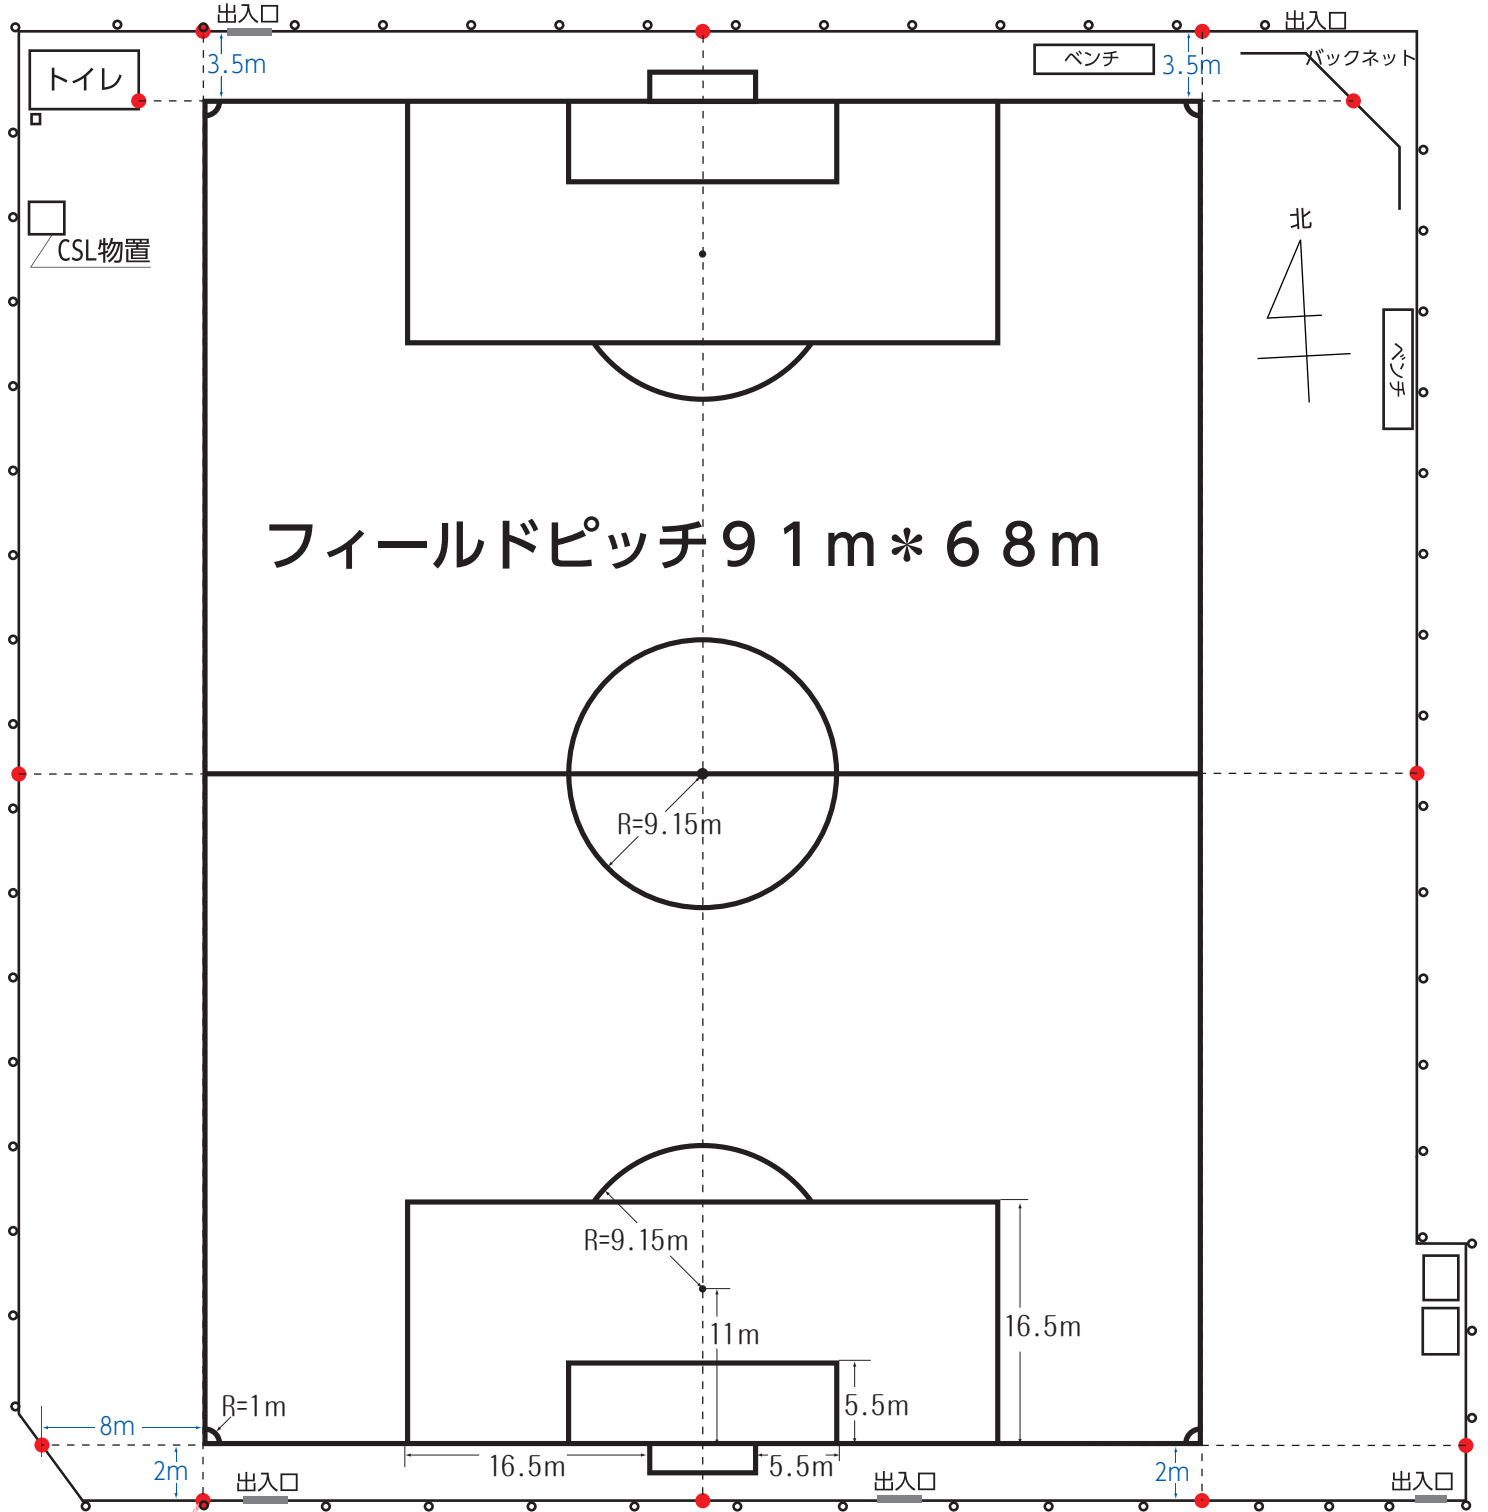 出入口
出入口
3.5m
ベンチ
3.5m
バックネット
トイレ
北
CSL物置
ベンチ
フィールドピッチ９１ｍ＊６８ｍ
R=9.15m
R=9.15m
11m
16.5m
R=1m
5.5m
8m
2m
16.5m
5.5m
2m
出入口
出入口
出入口